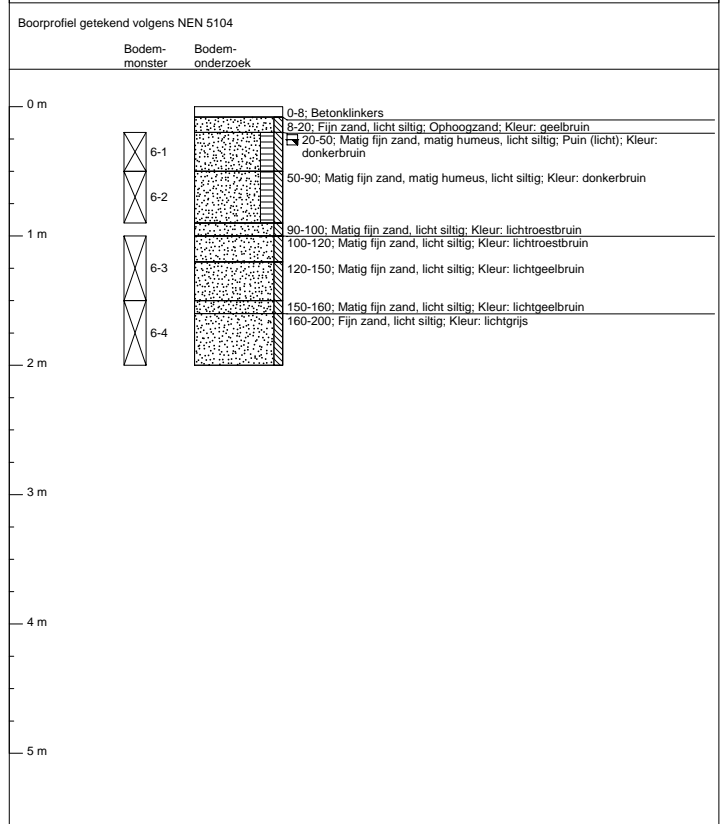 Boorprofiel getekend volgens NEN 5104
Bodem-
monster
Bodem-
onderzoek
0 m
0-8; Betonklinkers
8-20; Fijn zand, licht siltig; Ophoogzand; Kleur: geelbruin
20-50; Matig fijn zand, matig humeus, licht siltig; Puin (licht); Kleur:
donkerbruin
6-1
50-90; Matig fijn zand, matig humeus, licht siltig; Kleur: donkerbruin
6-2
90-100; Matig fijn zand, licht siltig; Kleur: lichtroestbruin
1 m
100-120; Matig fijn zand, licht siltig; Kleur: lichtroestbruin
6-3
120-150; Matig fijn zand, licht siltig; Kleur: lichtgeelbruin
150-160; Matig fijn zand, licht siltig; Kleur: lichtgeelbruin
160-200; Fijn zand, licht siltig; Kleur: lichtgrijs
6-4
2 m
3 m
4 m
5 m